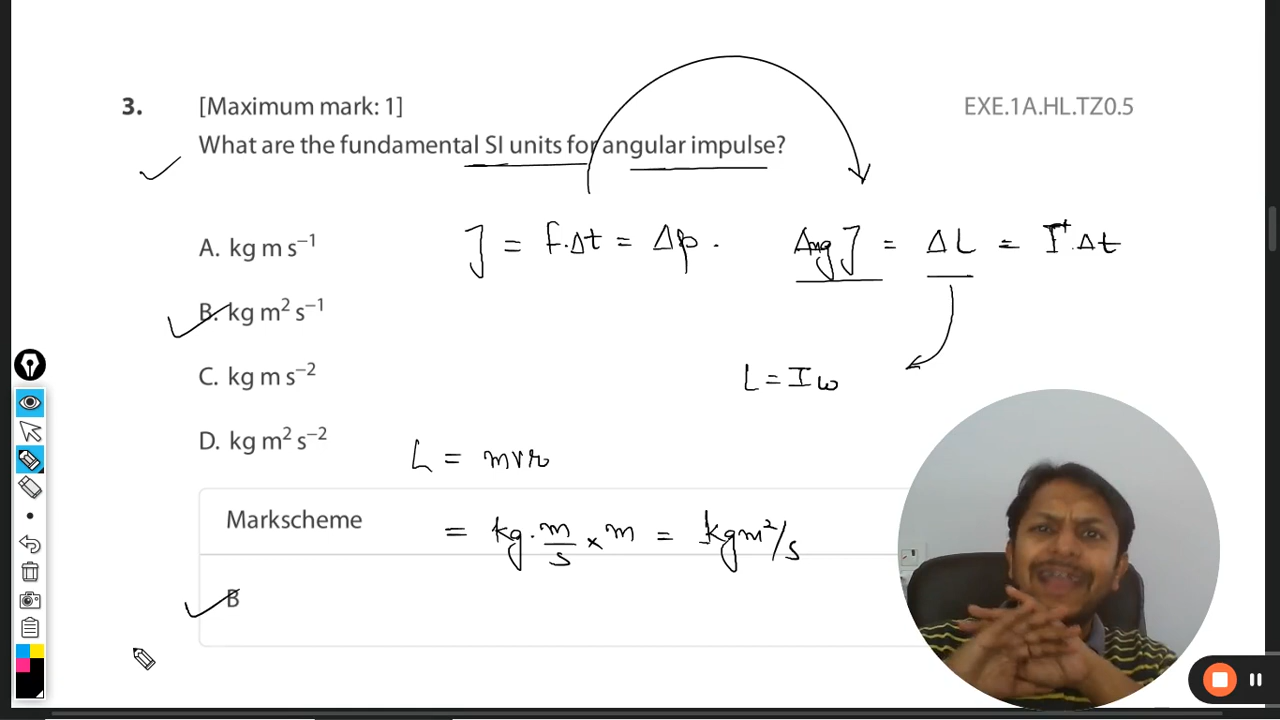 3. [Maximum mark: 1] EXE.1A.HL.TZ0.5
What are the fundamental SI units for angular impulse?
J = F.Δt = Δp .
Ang J = ΔL = .Δt
A. kg m s⁻¹
B. kg m² s⁻¹
C. kg m s⁻²
L = Iω
D. kg m² s⁻²
L = mvr
Markscheme
= kg . m/s × m = kgm²/s
B